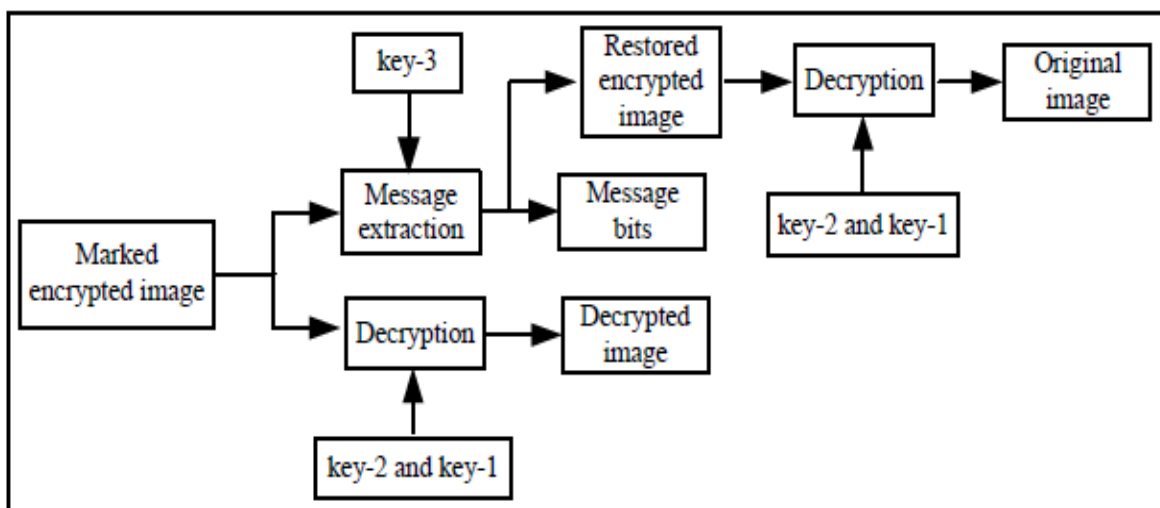 key-3
Restored
encrypted
image
Decryption
Original
image
Message
extraction
Message
bits
key-2 and key-1
Marked
encrypted image
Decryption
Decrypted
image
key-2 and key-1